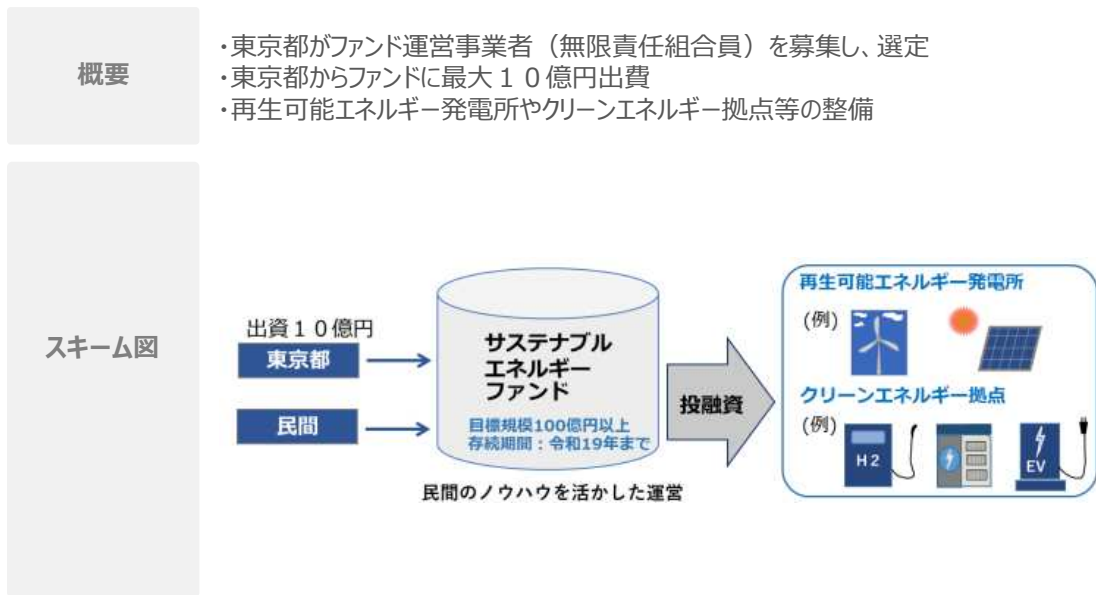 概要
・東京都がファンド運営事業者（無限責任組合員）を募集し、選定
・東京都からファンドに最大１０億円出費
・再生可能エネルギー発電所やクリーンエネルギー拠点等の整備
スキーム図
出資１０億円
東京都
民間
サステナブル
エネルギー
ファンド
目標規模100億円以上
存続期間：令和19年まで
民間のノウハウを活かした運営
投融資
再生可能エネルギー発電所
(例)
クリーンエネルギー拠点
(例)
H2
EV